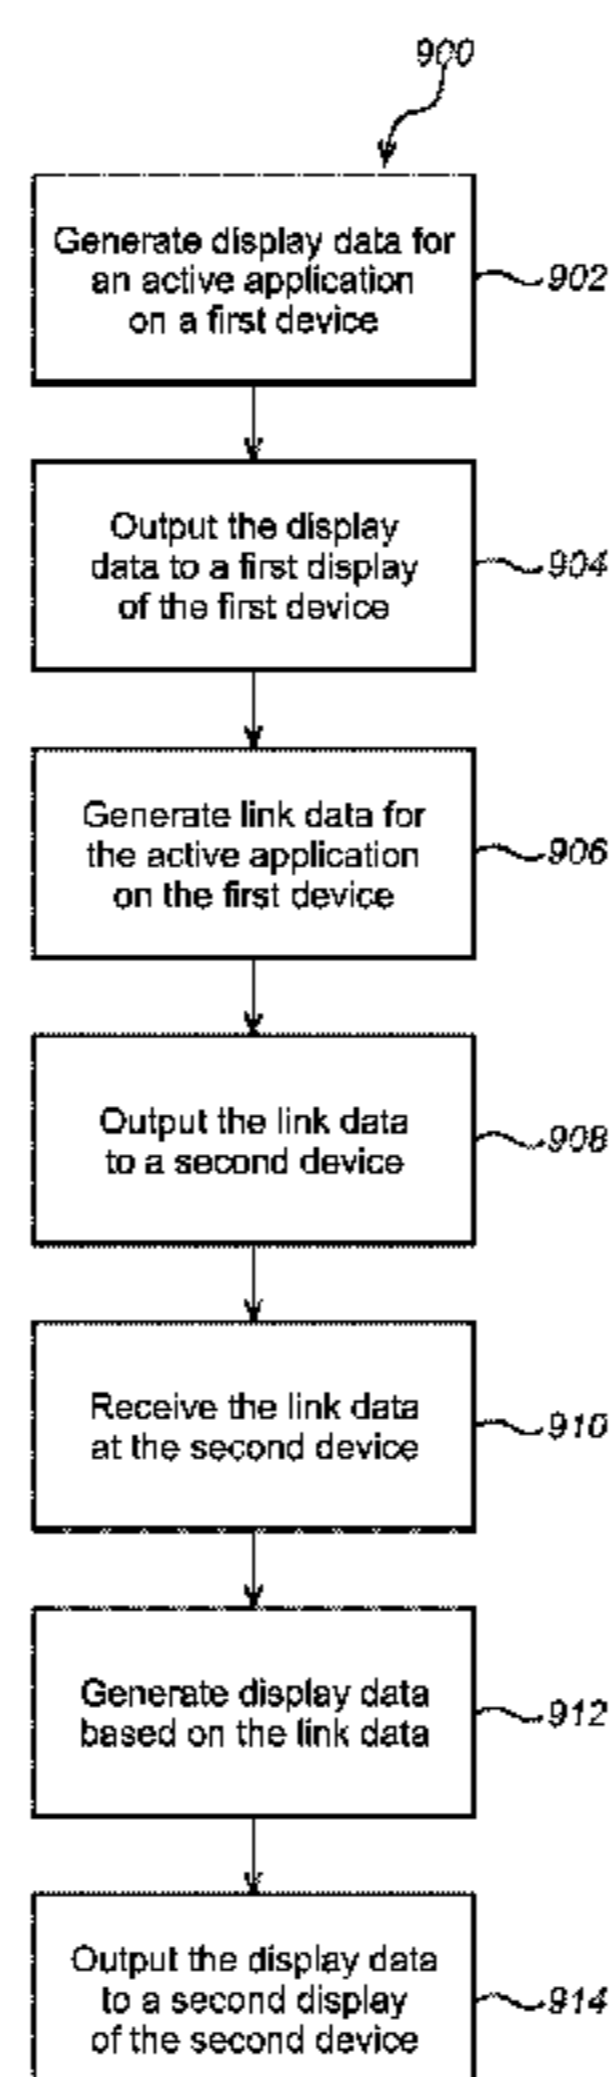 900
Generate display data for
an active application
on a first device
902
Output the display
data to a first display
of the first device
904
Generate link data for
the active application
on the first device
906
Output the link data
to a second device
908
Receive the link data
at the second device
910
Generate display data
based on the link data
912
Output the display data
to a second display
of the second device
914